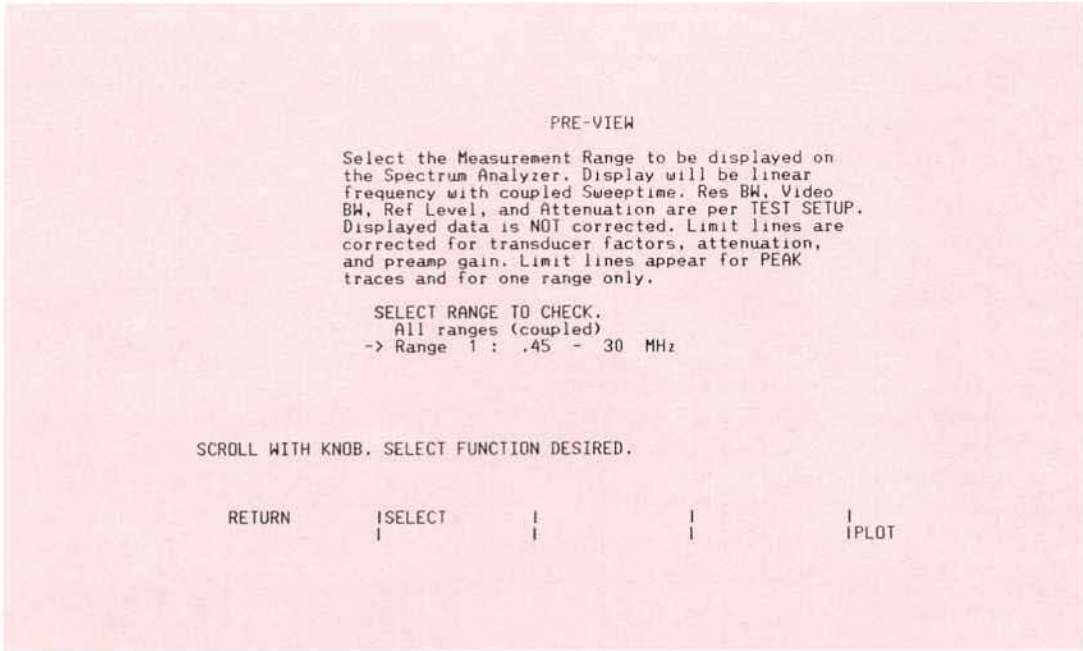 PRE-VIEW
Select the Measurement Range to be displayed on
the Spectrum Analyzer. Display will be linear
frequency with coupled Sweeptime. Res BW, Video
BW, Ref Level, and Attenuation are per TEST SETUP.
Displayed data is NOT corrected. Limit lines are
corrected for transducer factors, attenuation,
and preamp gain. Limit lines appear for PEAK
traces and for one range only.
SELECT RANGE TO CHECK.
All ranges (coupled)
-> Range 1 : .45 - 30 MHz
SCROLL WITH KNOB. SELECT FUNCTION DESIRED.
RETURN |SELECT | | |
| | | |PLOT